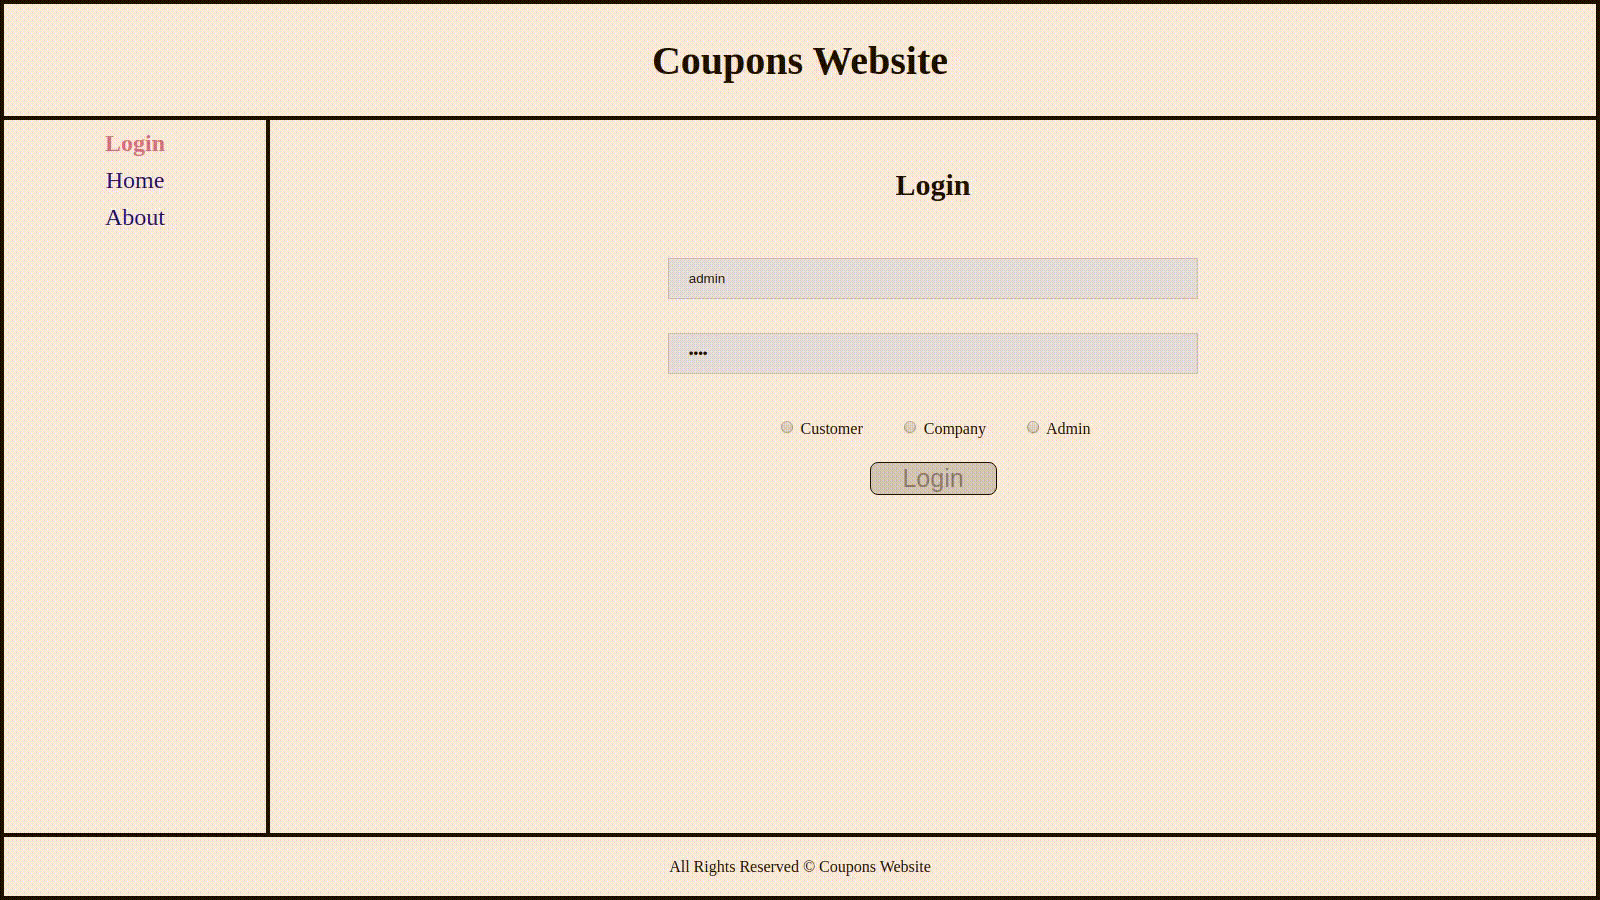 Coupons Website
Login
Home
About
Login
admin
••••
Customer Company Admin
Login
All Rights Reserved © Coupons Website